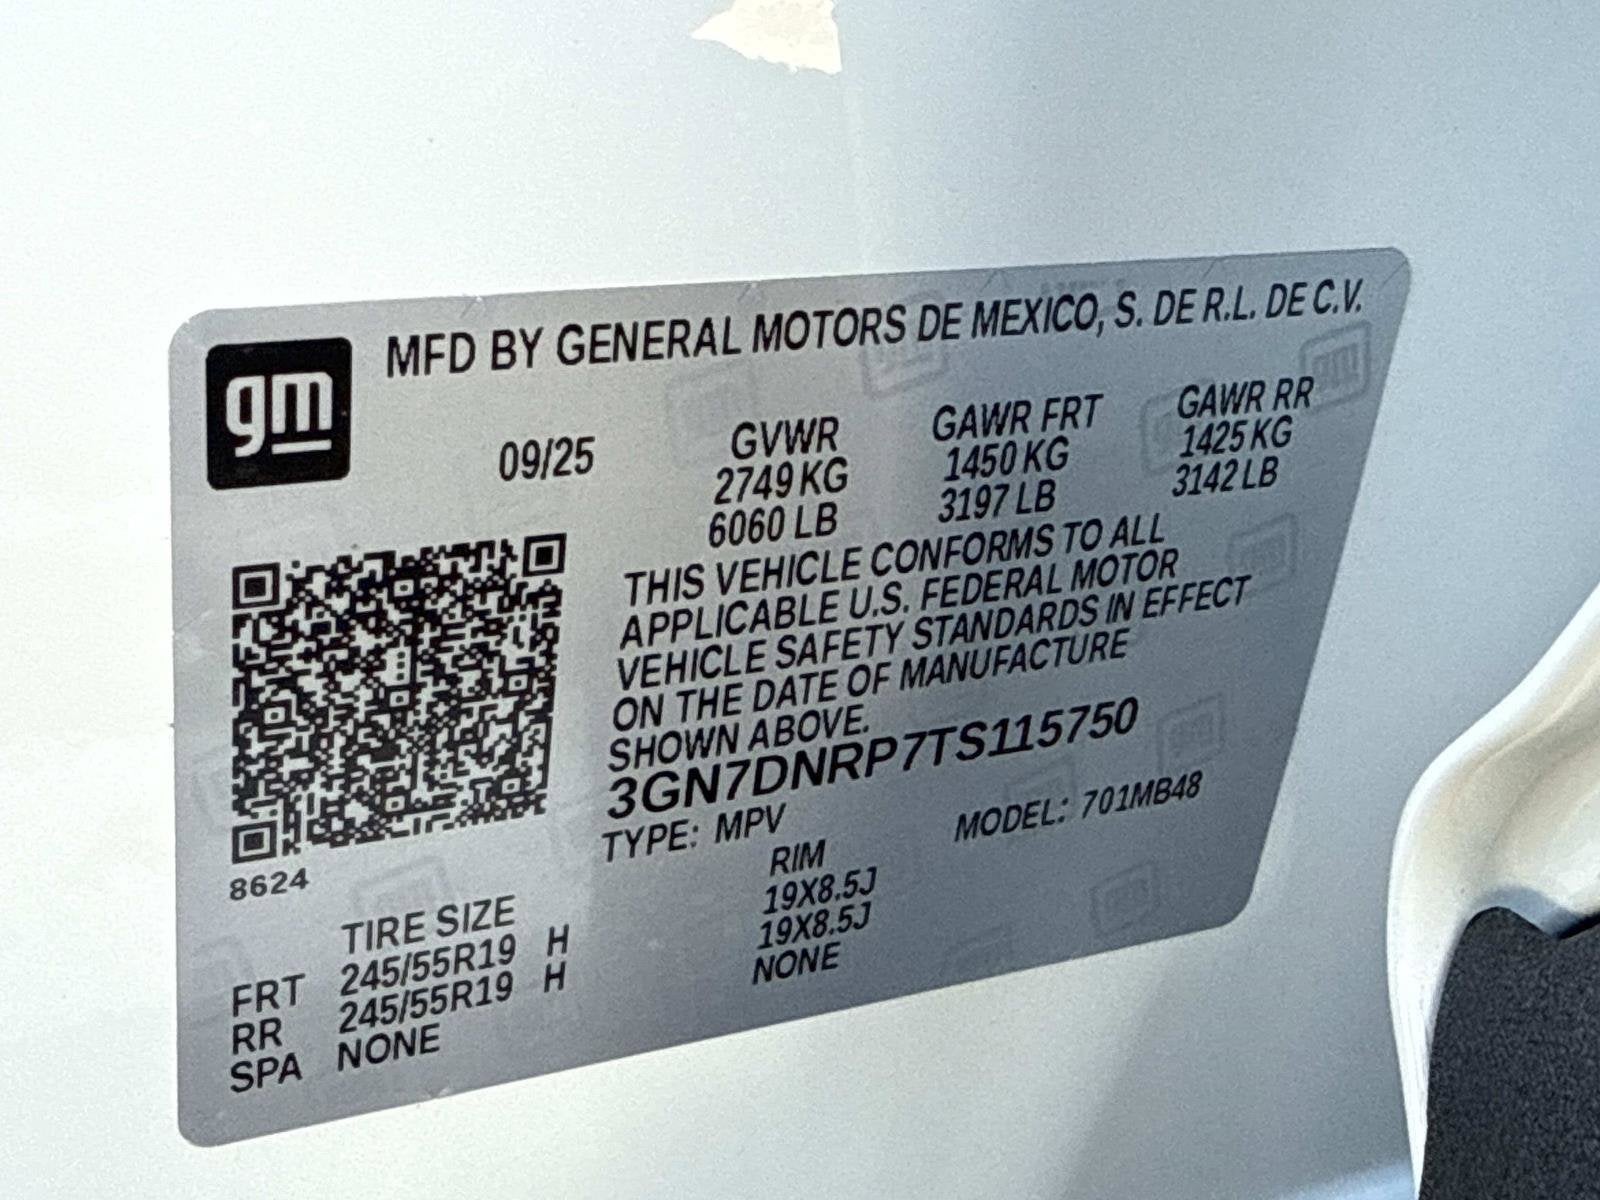 gm
MFD BY GENERAL MOTORS DE MEXICO, S. DE R.L. DE C.V.
09/25 GVWR GAWR FRT GAWR RR
2749 KG 1450 KG 1425 KG
6060 LB 3197 LB 3142 LB
THIS VEHICLE CONFORMS TO ALL
APPLICABLE U.S. FEDERAL MOTOR
VEHICLE SAFETY STANDARDS IN EFFECT
ON THE DATE OF MANUFACTURE
SHOWN ABOVE.
3GN7DNRP7TS115750
TYPE: MPV MODEL: 701MB48
8624
TIRE SIZE RIM
FRT 245/55R19 H 19X8.5J
RR 245/55R19 H 19X8.5J
SPA NONE NONE